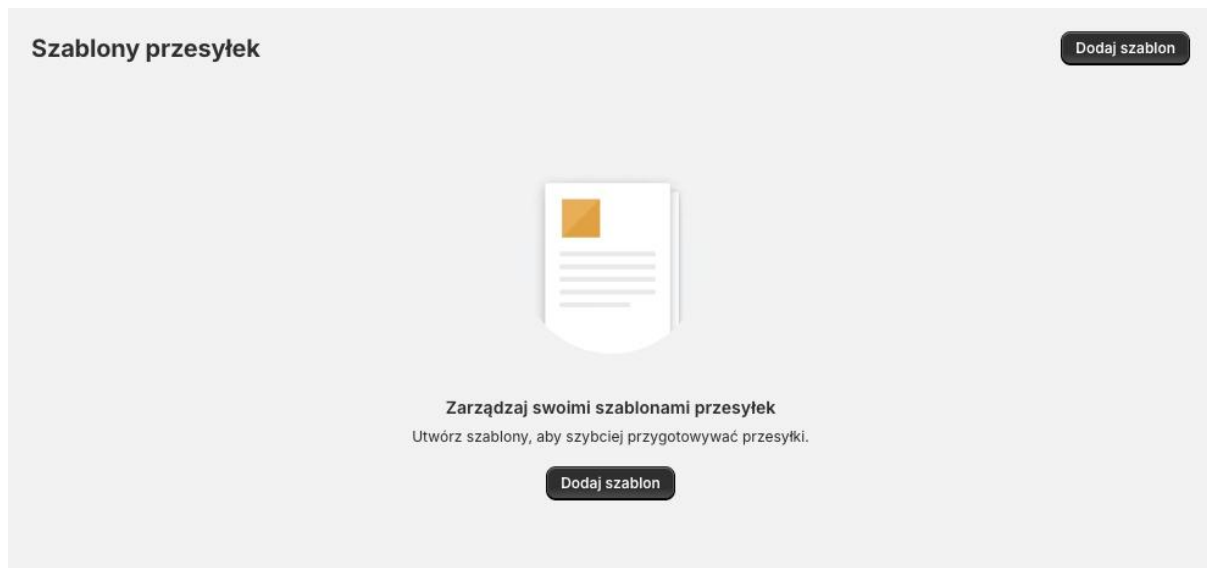 Szablony przesyłek
Dodaj szablon
Zarządzaj swoimi szablonami przesyłek
Utwórz szablony, aby szybciej przygotowywać przesyłki.
Dodaj szablon